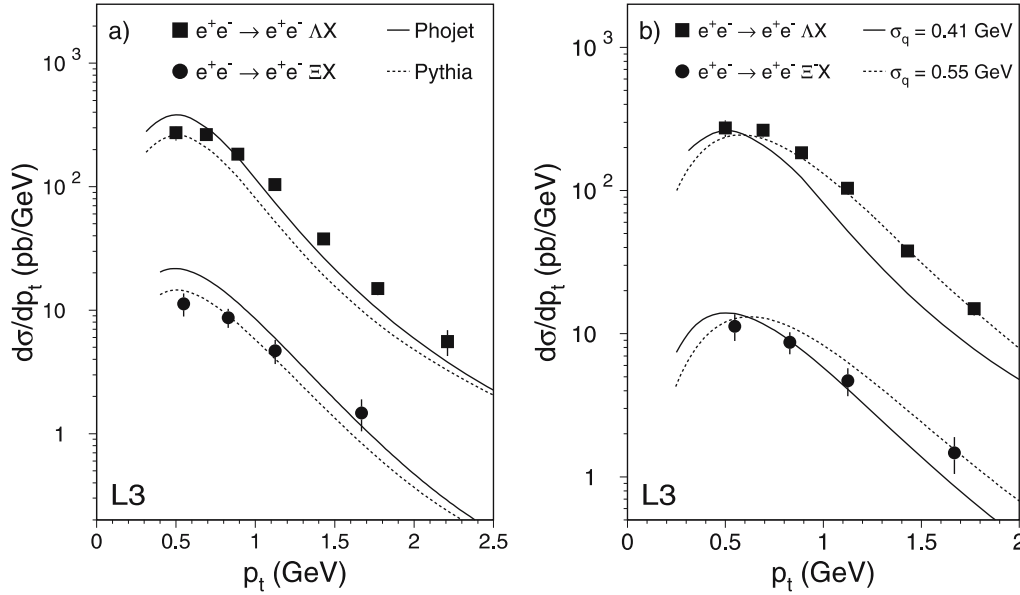 a)
e⁺e⁻ → e⁺e⁻ ΛX
Phojet
e⁺e⁻ → e⁺e⁻ ΞX
Pythia
dσ/dpₜ (pb/GeV)
10³
10²
10
1
L3
0
0.5
1
1.5
2
2.5
pₜ (GeV)
b)
e⁺e⁻ → e⁺e⁻ ΛX
σ_q = 0.41 GeV
e⁺e⁻ → e⁺e⁻ Ξ⁻X
σ_q = 0.55 GeV
dσ/dpₜ (pb/GeV)
10³
10²
10
1
L3
0
0.5
1
1.5
2
pₜ (GeV)